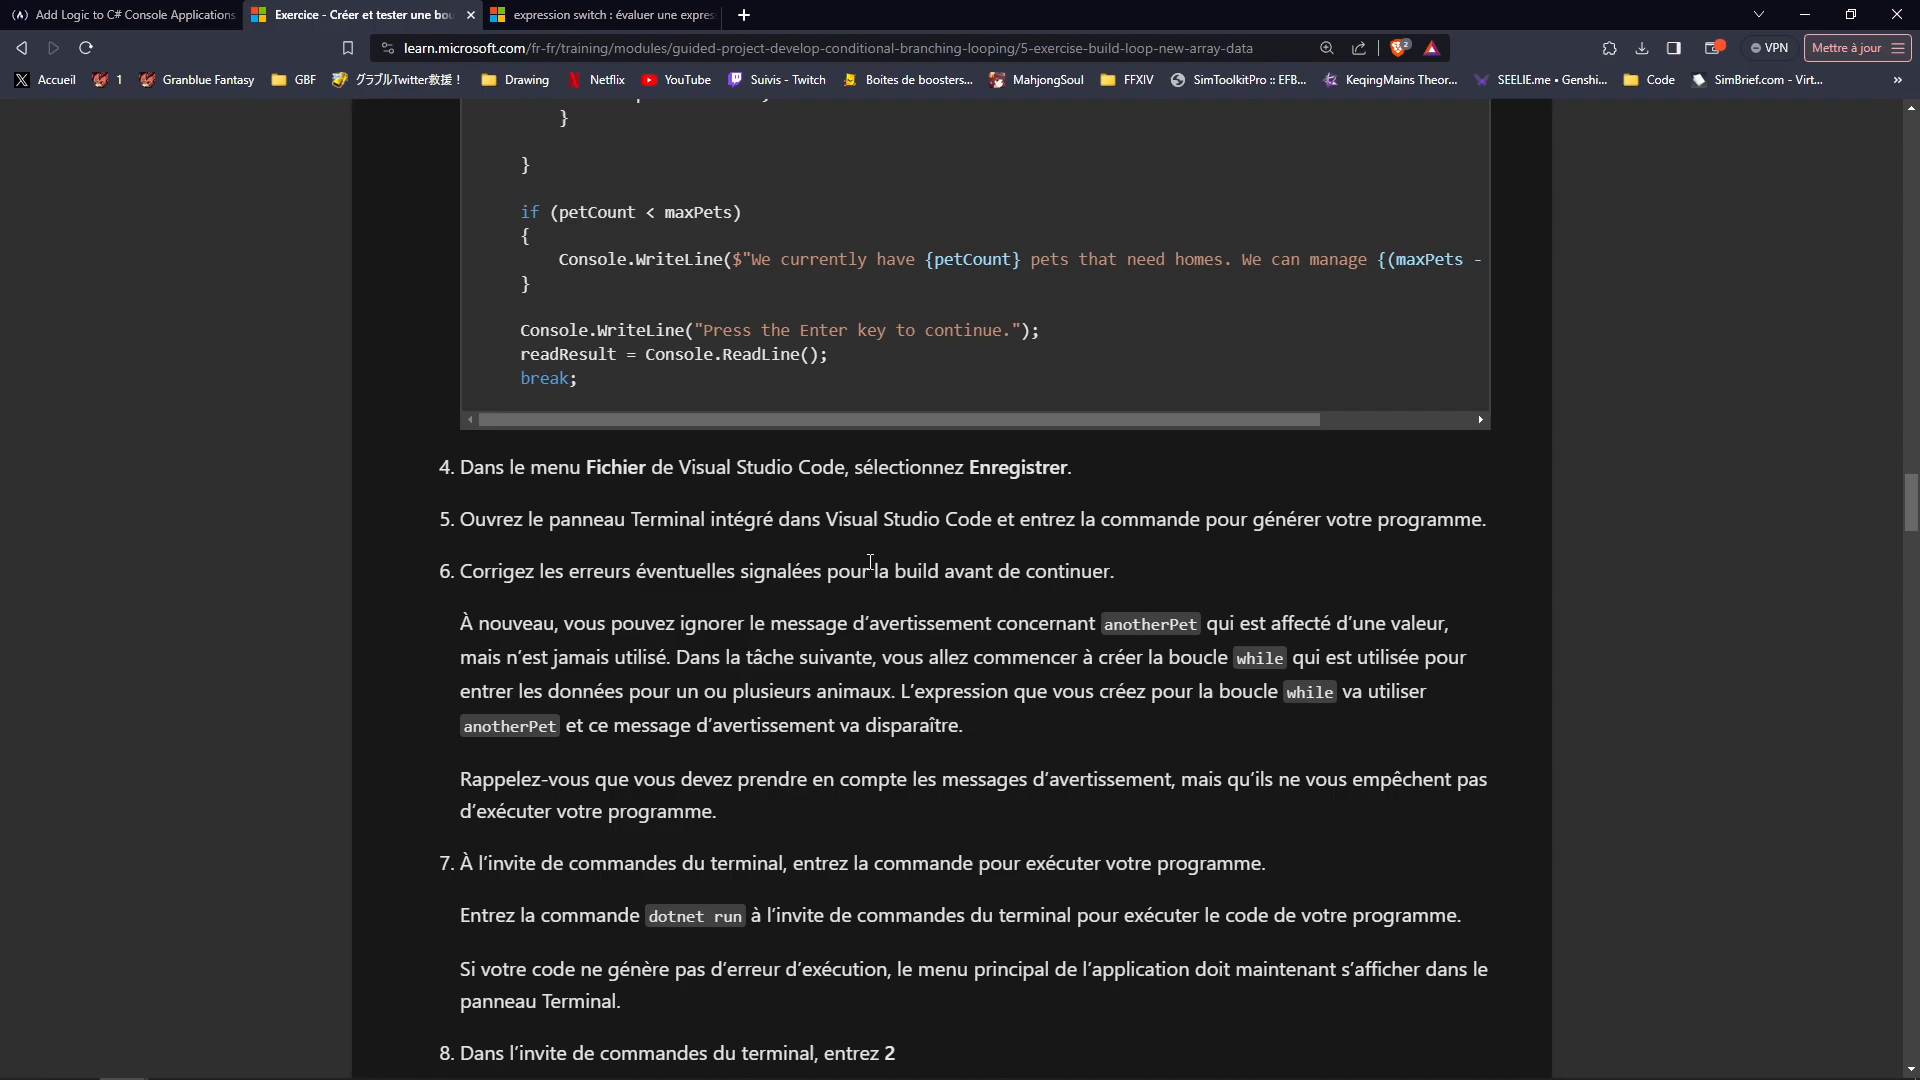 Add Logic to C# Console Applications
Exercice - Créer et tester une bou
expression switch : évaluer une expres
learn.microsoft.com/fr-fr/training/modules/guided-project-develop-conditional-branching-looping/5-exercise-build-loop-new-array-data
2
VPN
Mettre à jour
Accueil
1
Granblue Fantasy
GBF
グラブルTwitter救援！
Drawing
Netflix
YouTube
Suivis - Twitch
Boites de boosters...
MahjongSoul
FFXIV
SimToolkitPro :: EFB...
KeqingMains Theor...
SEELIE.me • Genshi...
Code
SimBrief.com - Virt...
»
}
}
if (petCount < maxPets)
{
Console.WriteLine($"We currently have {petCount} pets that need homes. We can manage {(maxPets -
}
Console.WriteLine("Press the Enter key to continue.");
readResult = Console.ReadLine();
break;
4. Dans le menu Fichier de Visual Studio Code, sélectionnez Enregistrer.
5. Ouvrez le panneau Terminal intégré dans Visual Studio Code et entrez la commande pour générer votre programme.
6. Corrigez les erreurs éventuelles signalées pour la build avant de continuer.
À nouveau, vous pouvez ignorer le message d’avertissement concernant anotherPet qui est affecté d’une valeur,
mais n’est jamais utilisé. Dans la tâche suivante, vous allez commencer à créer la boucle while qui est utilisée pour
entrer les données pour un ou plusieurs animaux. L’expression que vous créez pour la boucle while va utiliser
anotherPet et ce message d’avertissement va disparaître.
Rappelez-vous que vous devez prendre en compte les messages d’avertissement, mais qu’ils ne vous empêchent pas
d’exécuter votre programme.
7. À l’invite de commandes du terminal, entrez la commande pour exécuter votre programme.
Entrez la commande dotnet run à l’invite de commandes du terminal pour exécuter le code de votre programme.
Si votre code ne génère pas d’erreur d’exécution, le menu principal de l’application doit maintenant s’afficher dans le
panneau Terminal.
8. Dans l’invite de commandes du terminal, entrez 2